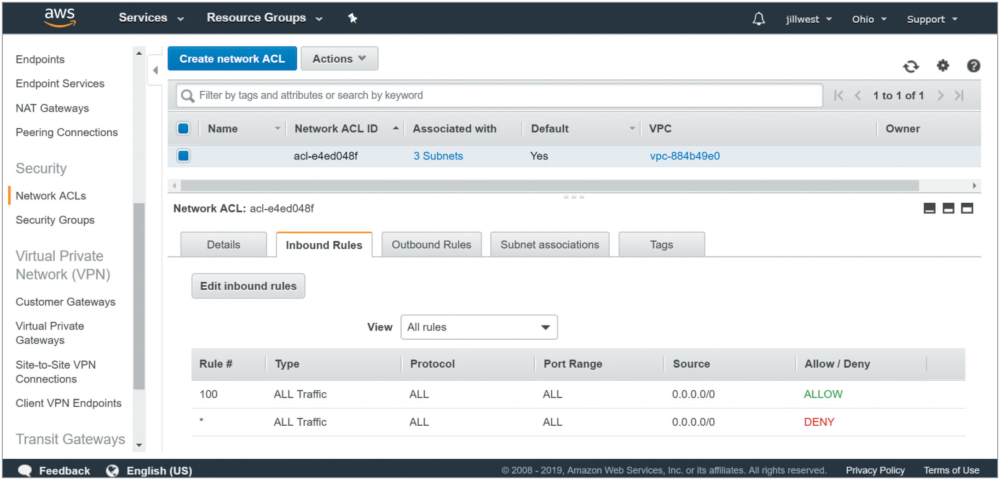 aws
Services
Resource Groups
jillwest
Ohio
Support
Endpoints
Endpoint Services
NAT Gateways
Peering Connections
Security
Network ACLs
Security Groups
Virtual Private
Network (VPN)
Customer Gateways
Virtual Private
Gateways
Site-to-Site VPN
Connections
Client VPN Endpoints
Transit Gateways
Create network ACL
Actions
Filter by tags and attributes or search by keyword
1 to 1 of 1
Name Network ACL ID Associated with Default VPC Owner
acl-e4ed048f 3 Subnets Yes vpc-884b49e0
Network ACL: acl-e4ed048f
Details
Inbound Rules
Outbound Rules
Subnet associations
Tags
Edit inbound rules
View All rules
Rule # Type Protocol Port Range Source Allow / Deny
100 ALL Traffic ALL ALL 0.0.0.0/0 ALLOW
* ALL Traffic ALL ALL 0.0.0.0/0 DENY
Feedback
English (US)
© 2008 - 2019, Amazon Web Services, Inc. or its affiliates. All rights reserved.
Privacy Policy
Terms of Use